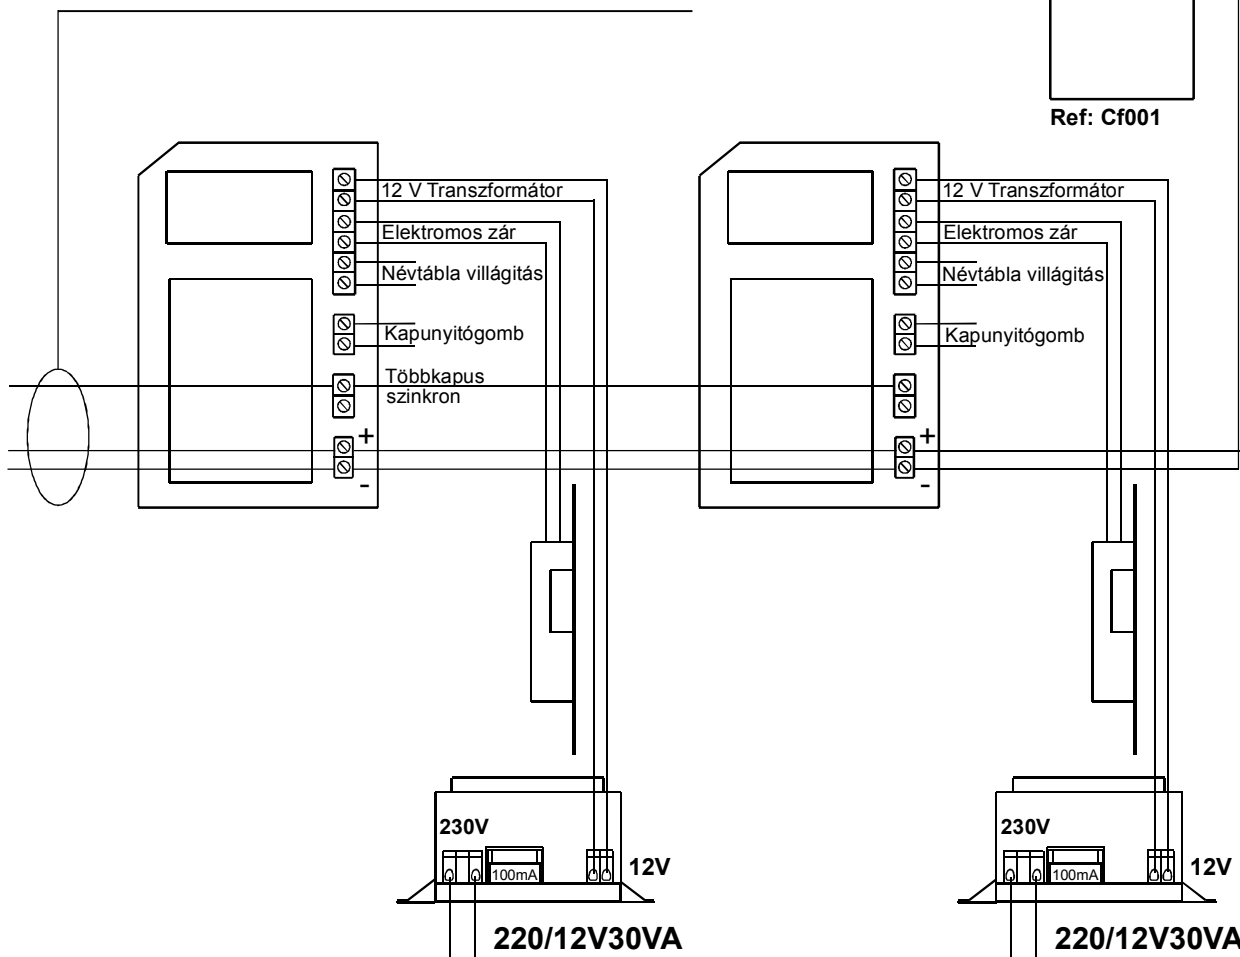 Ref: Cf001
12 V Transzformátor
Elektromos zár
Névtábla villágitás
Kapunyitógomb
Többkapus
szinkron
+
-
12 V Transzformátor
Elektromos zár
Névtábla villágitás
Kapunyitógomb
+
-
230V
100mA
12V
220/12V30VA
230V
100mA
12V
220/12V30VA